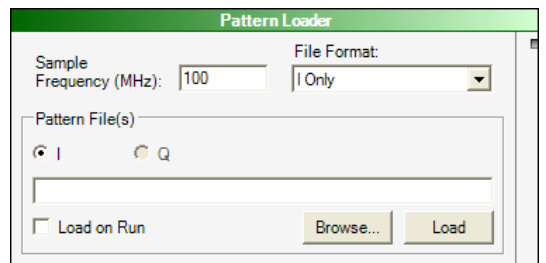 Pattern Loader
File Format:
Sample
Frequency (MHz): 100 I Only
Pattern File(s)
I Q
Load on Run Browse... Load